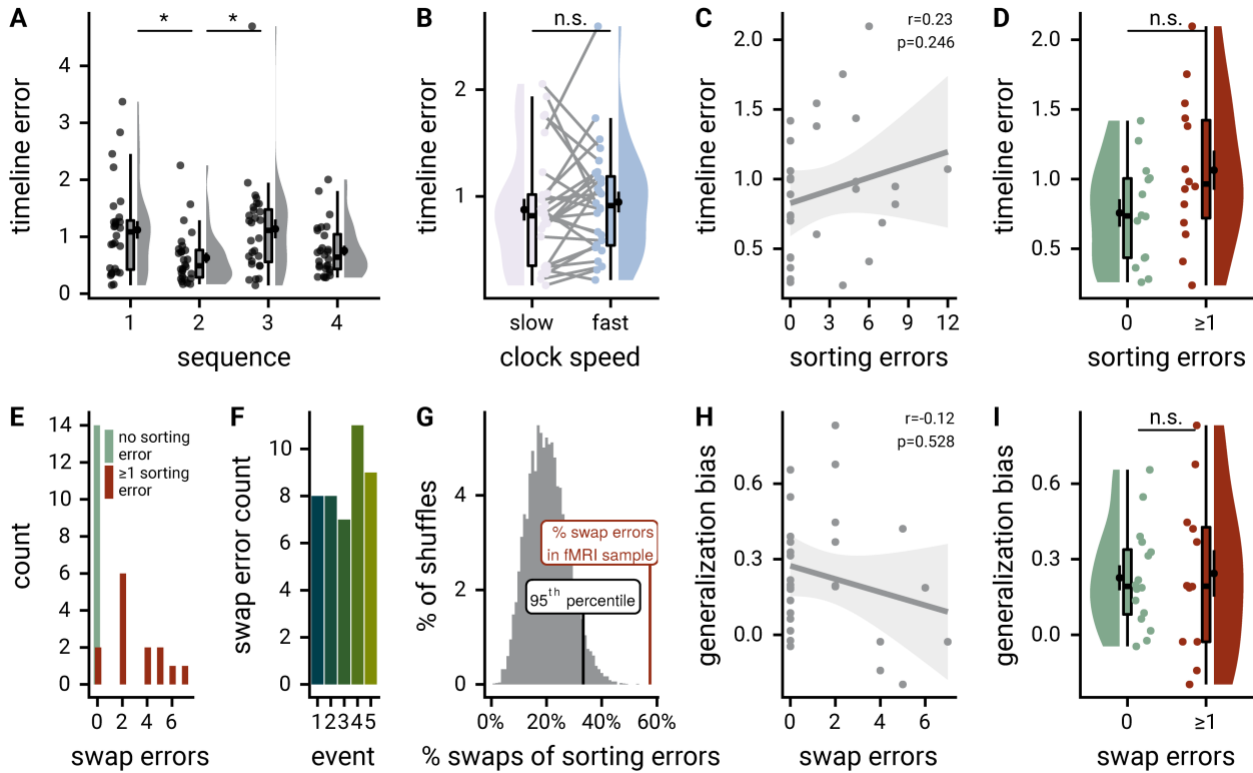 A
*
*
timeline error
4
3
2
1
0
1
2
3
4
sequence
B
n.s.
timeline error
2
1
slow
fast
clock speed
C
r=0.23
p=0.246
timeline error
2.0
1.5
1.0
0.5
0
3
6
9
12
sorting errors
D
n.s.
timeline error
2.0
1.5
1.0
0.5
0
≥1
sorting errors
E
no sorting
error
≥1 sorting
error
count
14
12
10
8
6
4
2
0
0
2
4
6
swap errors
F
swap error count
10
8
6
4
2
0
1
2
3
4
5
event
G
% of shuffles
4
2
0
% swap errors
in fMRI sample
95th percentile
0%
20%
40%
60%
% swaps of sorting errors
H
r=-0.12
p=0.528
generalization bias
0.6
0.3
0.0
0
2
4
6
swap errors
I
n.s.
generalization bias
0.6
0.3
0.0
0
≥1
swap errors